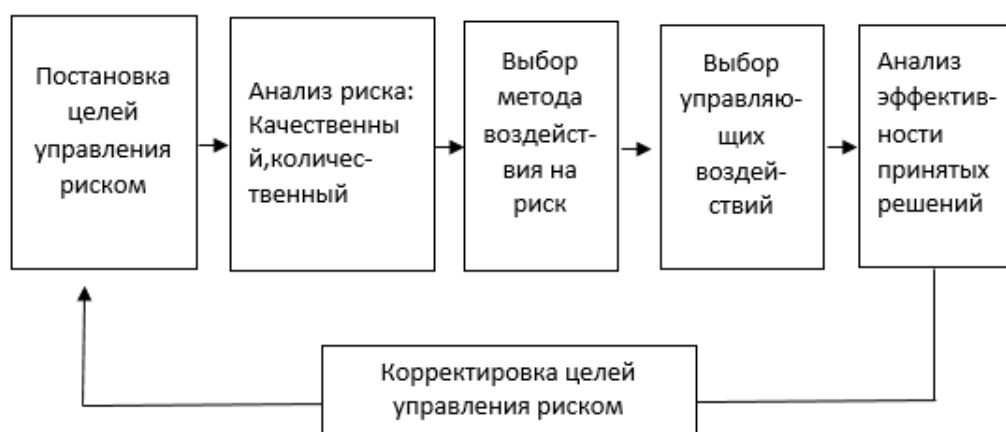 Постановка
целей
управления
риском
Анализ риска:
Качественны
й,количес-
твенный
Выбор
метода
воздейст-
вия на
риск
Выбор
управляю-
щих
воздей-
ствий
Анализ
эффектив-
ности
принятых
решений
Корректировка целей
управления риском